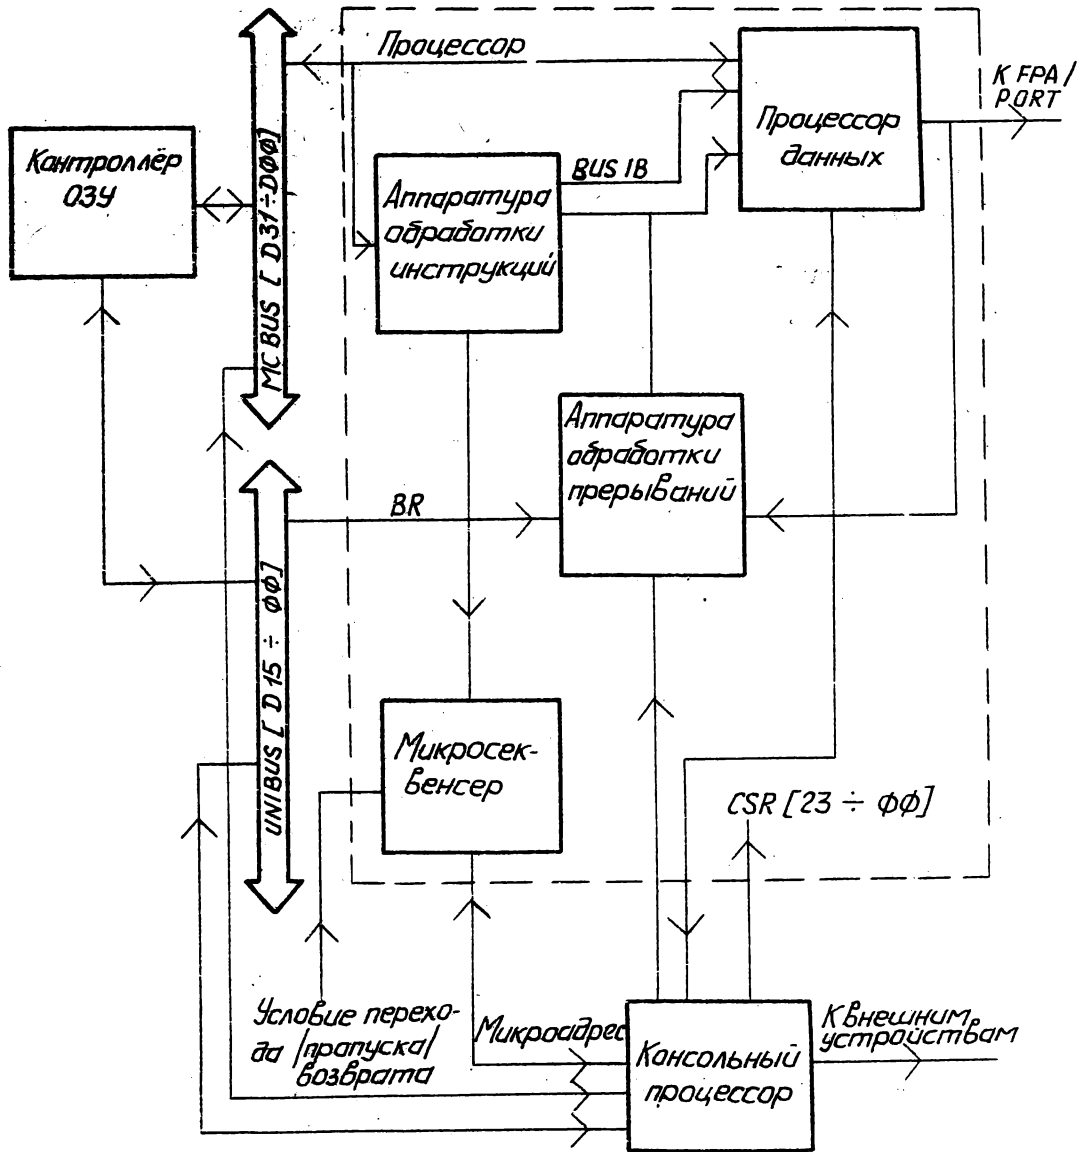 Процессор
К FPA/
PORT
Контроллёр
ОЗУ
MC BUS [ D31÷DФФ]
BUS IB
Процессор
данных
Аппаратура
обработки
инструкций
Аппаратура
обработки
прерываний
BR
UNIBUS [ D15 ÷ ФФ]
Микросек-
венсер
CSR [23 ÷ ФФ]
Условие перехо-
да /пропуска/
возврата
Микроадрес
Консольный
процессор
К внешним
устройствам